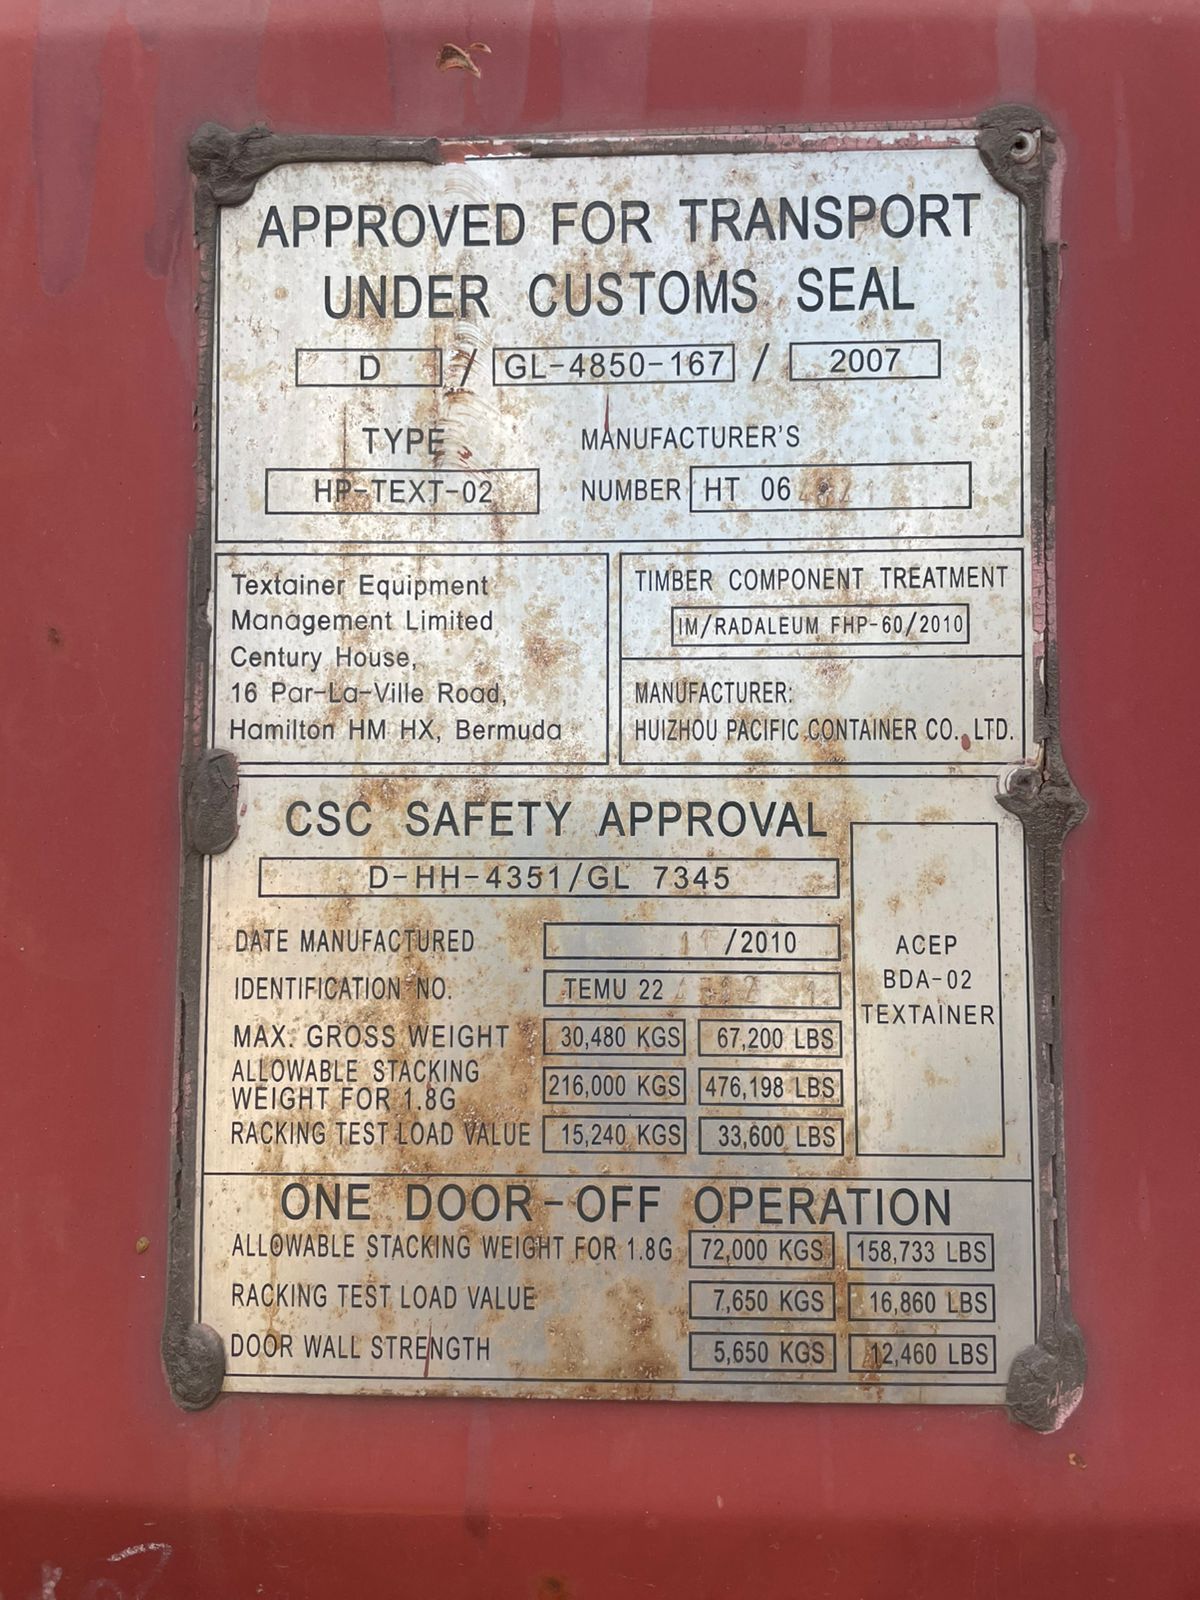 APPROVED FOR TRANSPORT
UNDER CUSTOMS SEAL
D / GL-4850-167 / 2007
TYPE
HP-TEXT-02
MANUFACTURER'S
NUMBER HT 06
Textainer Equipment
Management Limited
Century House,
16 Par-La-Ville Road,
Hamilton HM HX, Bermuda
TIMBER COMPONENT TREATMENT
IM/RADALEUM FHP-60/2010
MANUFACTURER:
HUIZHOU PACIFIC CONTAINER CO., LTD.
CSC SAFETY APPROVAL
D-HH-4351/GL 7345
DATE MANUFACTURED /2010
IDENTIFICATION NO. TEMU 22
MAX. GROSS WEIGHT 30,480 KGS 67,200 LBS
ALLOWABLE STACKING
WEIGHT FOR 1.8G 216,000 KGS 476,198 LBS
RACKING TEST LOAD VALUE 15,240 KGS 33,600 LBS
ACEP
BDA-02
TEXTAINER
ONE DOOR-OFF OPERATION
ALLOWABLE STACKING WEIGHT FOR 1.8G 72,000 KGS 158,733 LBS
RACKING TEST LOAD VALUE 7,650 KGS 16,860 LBS
DOOR WALL STRENGTH 5,650 KGS 12,460 LBS